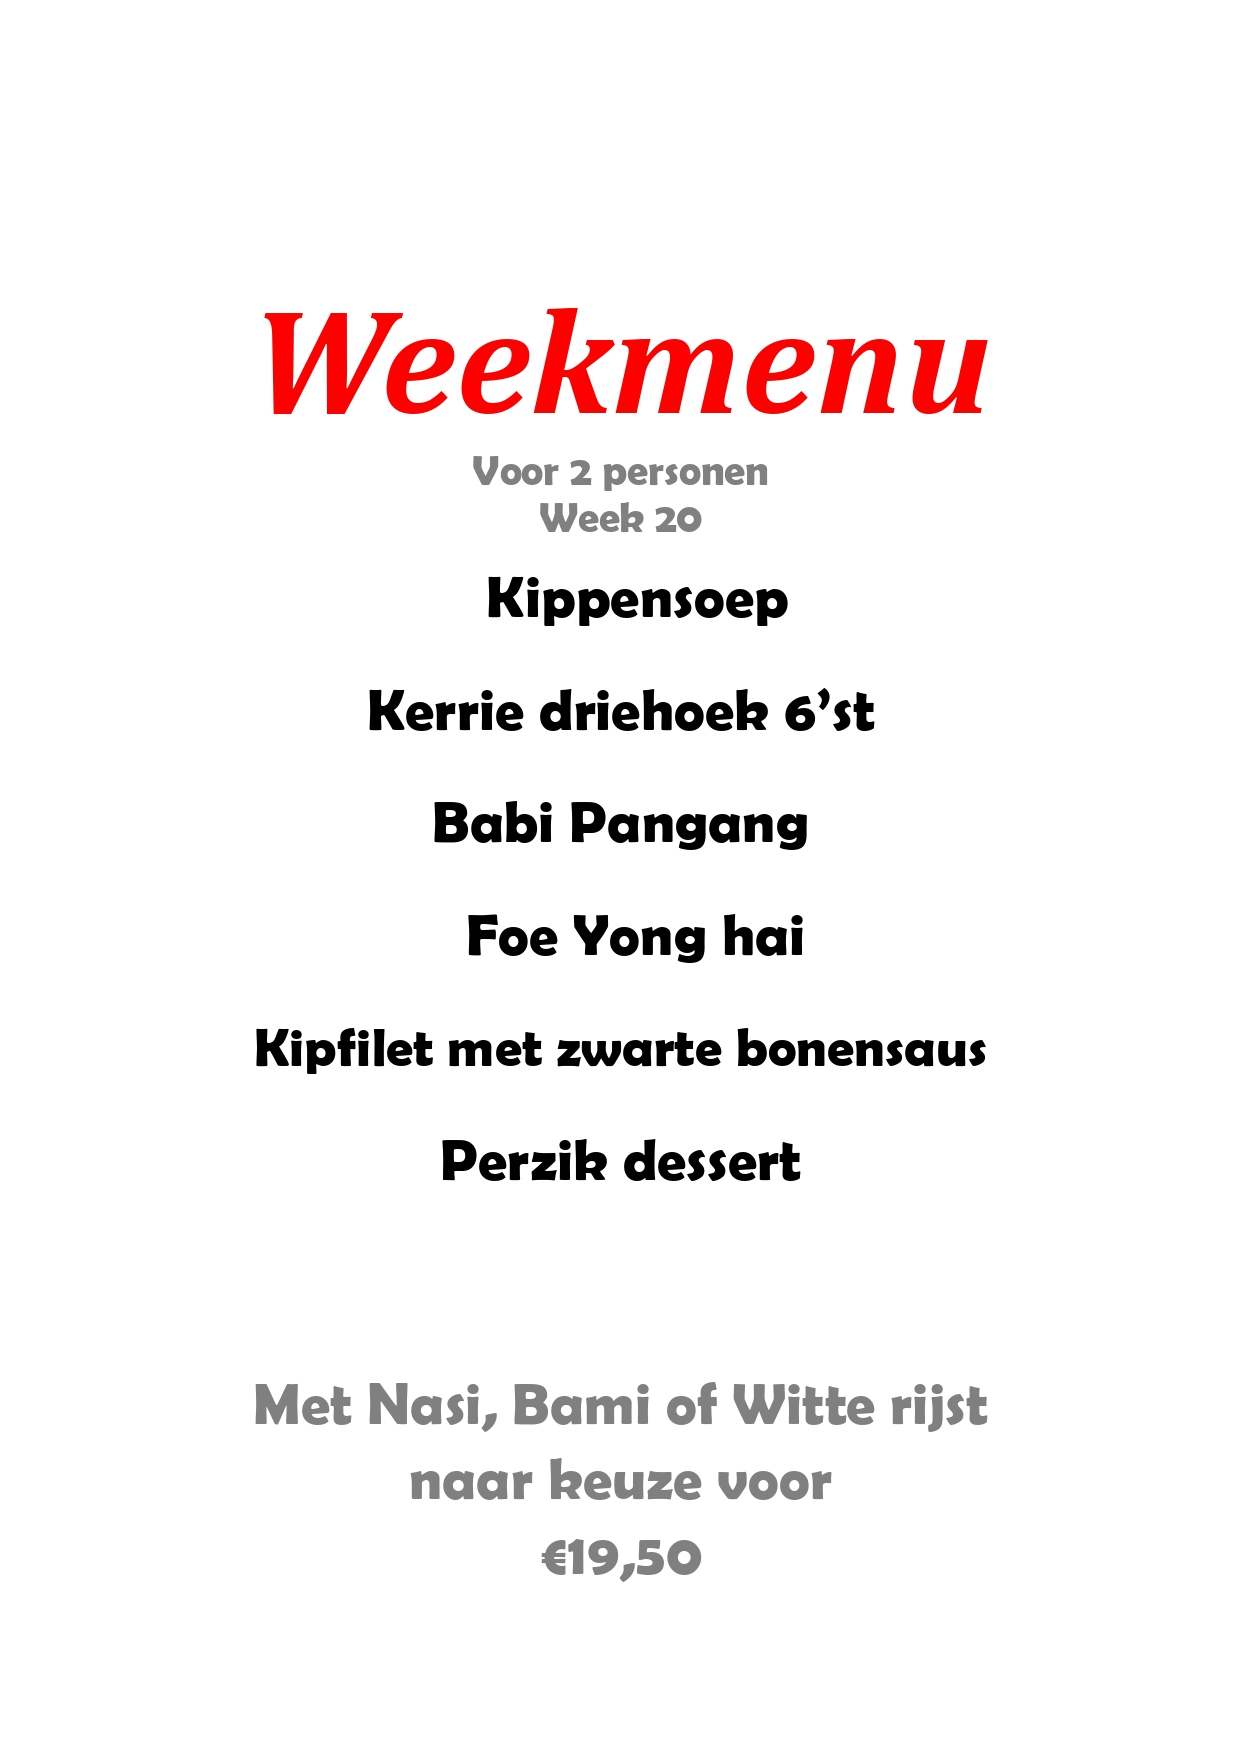 Weekmenu
Voor 2 personen
Week 20
Kippensoep
Kerrie driehoek 6’st
Babi Pangang
Foe Yong hai
Kipfilet met zwarte bonensaus
Perzik dessert
Met Nasi, Bami of Witte rijst
naar keuze voor
€19,50